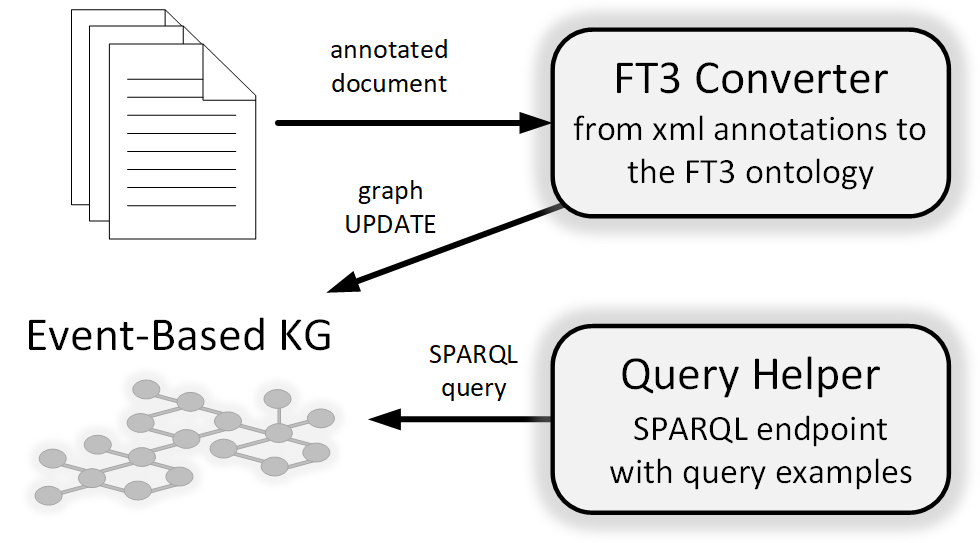 annotated
document
FT3 Converter
from xml annotations to
the FT3 ontology
graph
UPDATE
Event-Based KG
SPARQL
query
Query Helper
SPARQL endpoint
with query examples